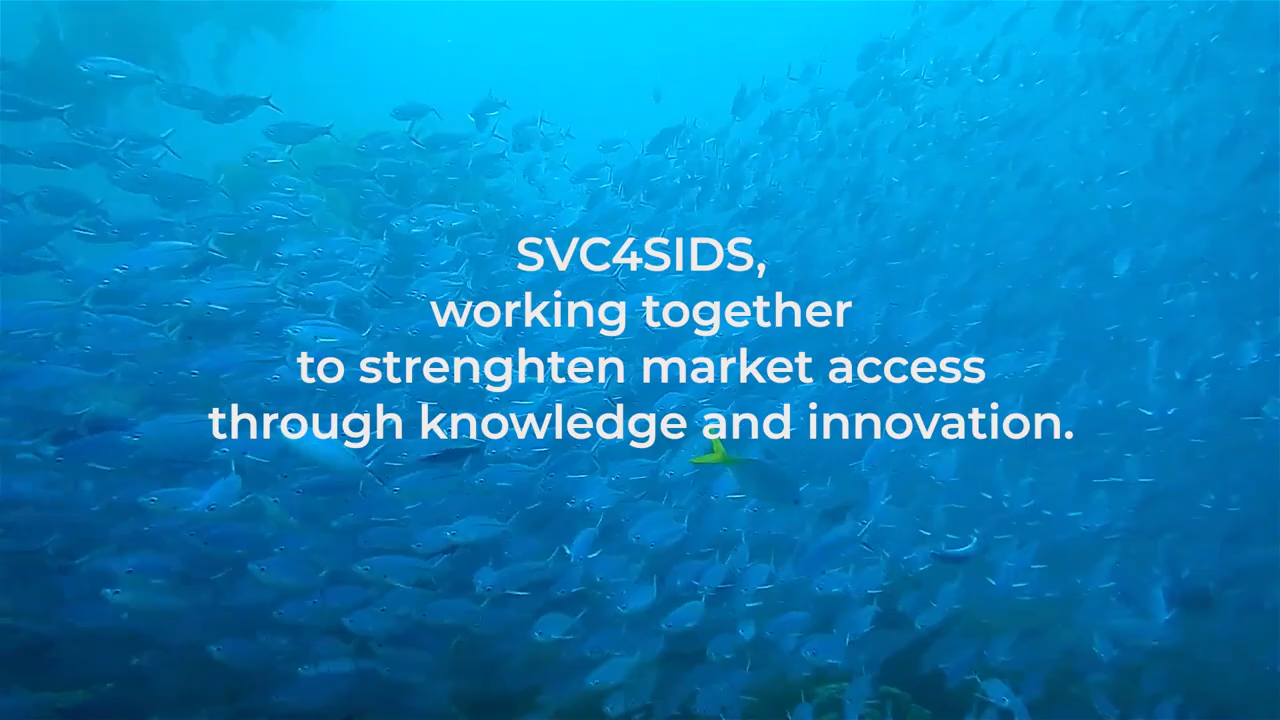 SVC4SIDS,
working together
to strenghten market access
through knowledge and innovation.